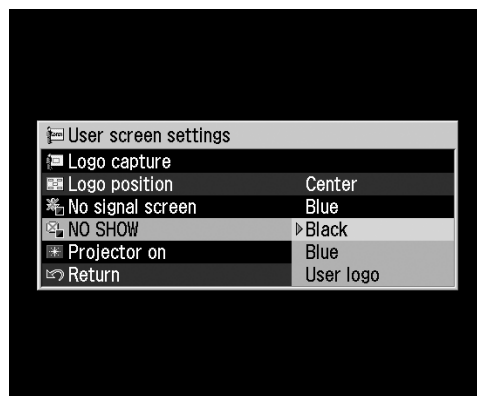 User screen settings
Logo capture
Logo position Center
No signal screen Blue
NO SHOW Black
Projector on Blue
Return User logo